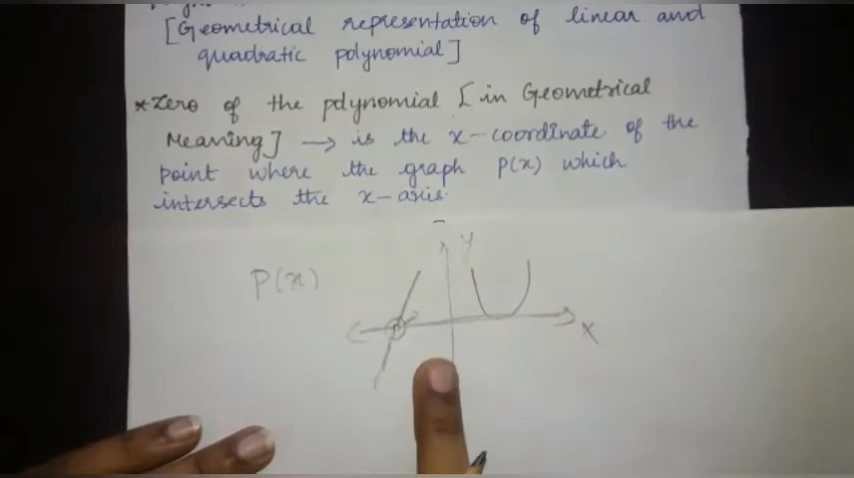 [Geometrical representation of linear and
quadratic polynomial]
*Zero of the polynomial [in Geometrical
Meaning] → is the x-coordinate of the
point where the graph P(x) which
intersects the x-axis.
y
P(x)
X